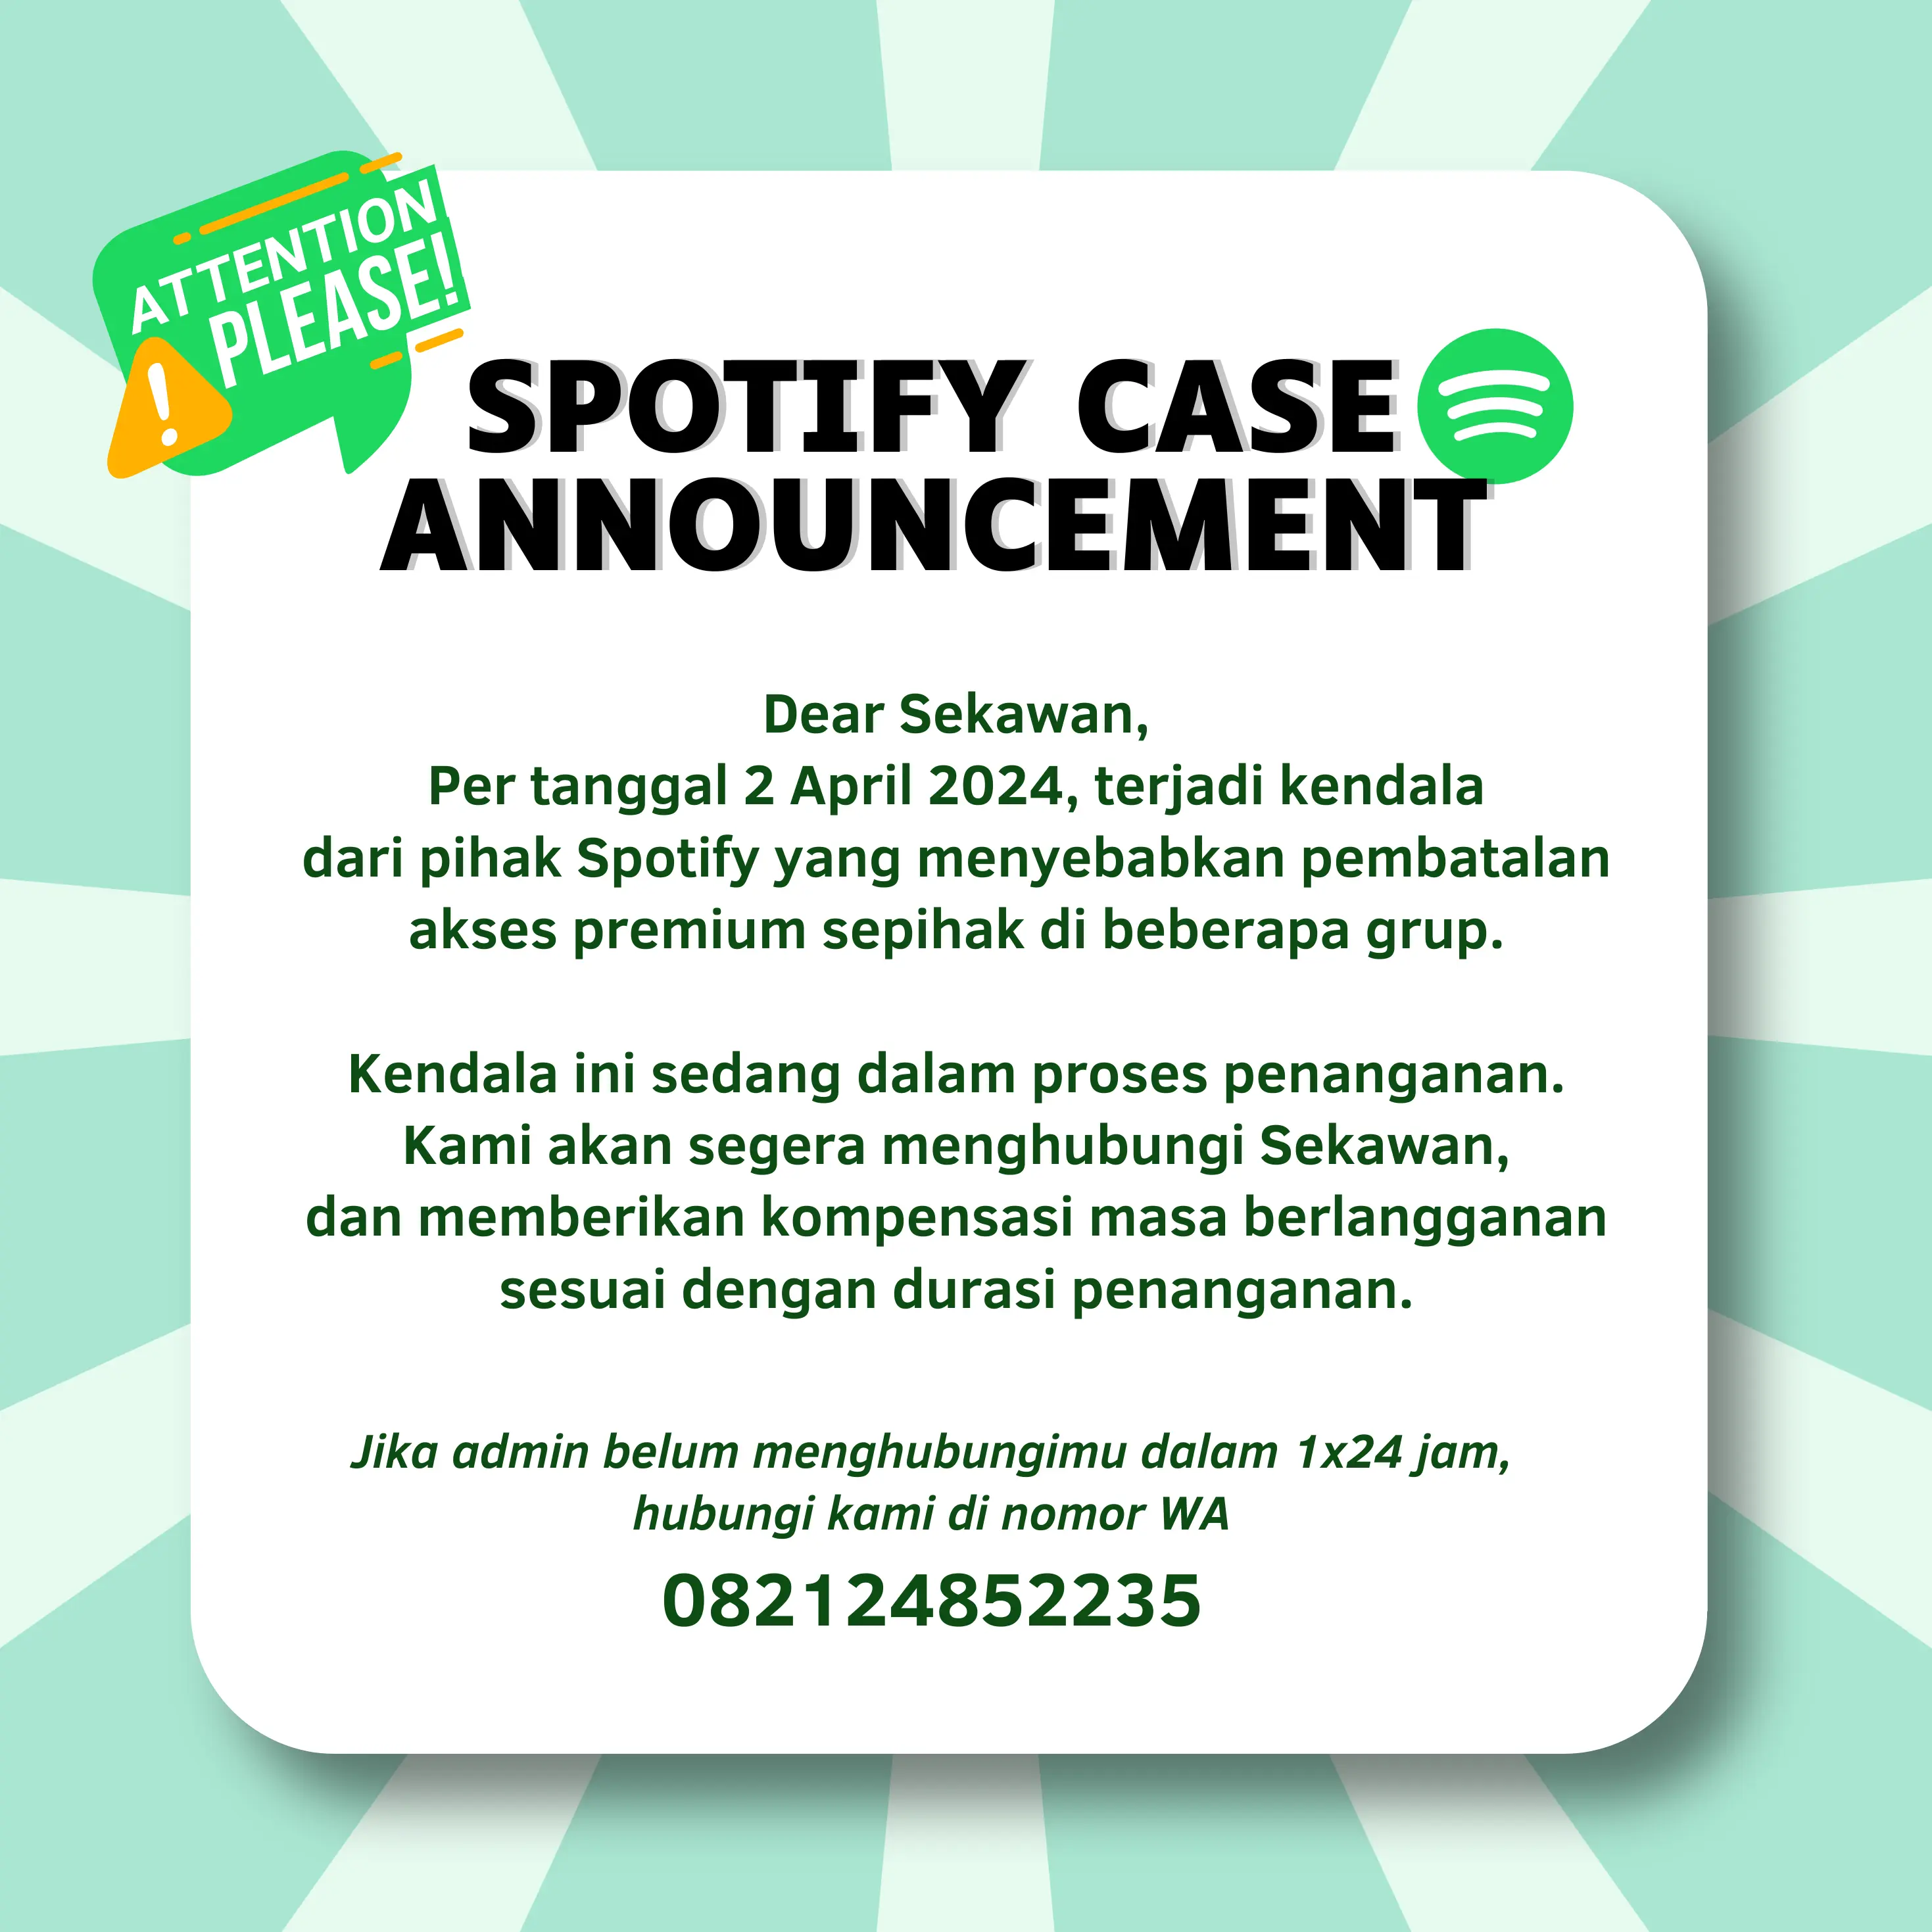 ATTENTION
PLEASE!
SPOTIFY CASE
ANNOUNCEMENT
Dear Sekawan,
Per tanggal 2 April 2024, terjadi kendala
dari pihak Spotify yang menyebabkan pembatalan
akses premium sepihak di beberapa grup.
Kendala ini sedang dalam proses penanganan.
Kami akan segera menghubungi Sekawan,
dan memberikan kompensasi masa berlangganan
sesuai dengan durasi penanganan.
Jika admin belum menghubungimu dalam 1x24 jam,
hubungi kami di nomor WA
082124852235